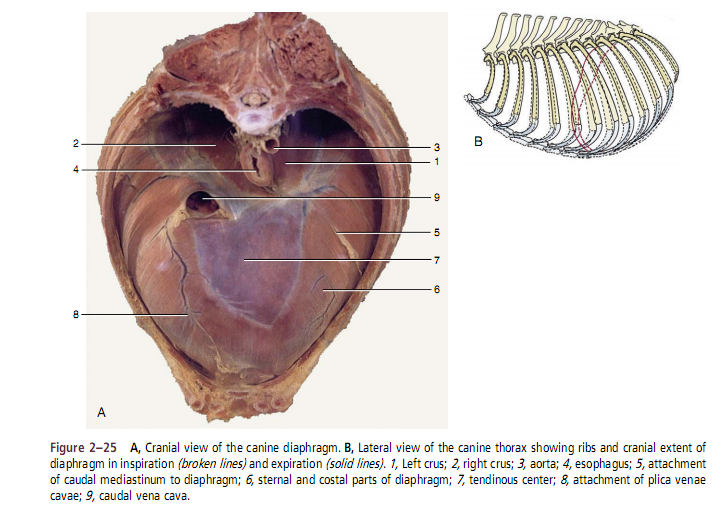 2
3
1
4
9
5
7
6
8
A
B
Figure 2–25 A, Cranial view of the canine diaphragm. B, Lateral view of the canine thorax showing ribs and cranial extent of
diaphragm in inspiration (broken lines) and expiration (solid lines). 1, Left crus; 2, right crus; 3, aorta; 4, esophagus; 5, attachment
of caudal mediastinum to diaphragm; 6, sternal and costal parts of diaphragm; 7, tendinous center; 8, attachment of plica venae
cavae; 9, caudal vena cava.